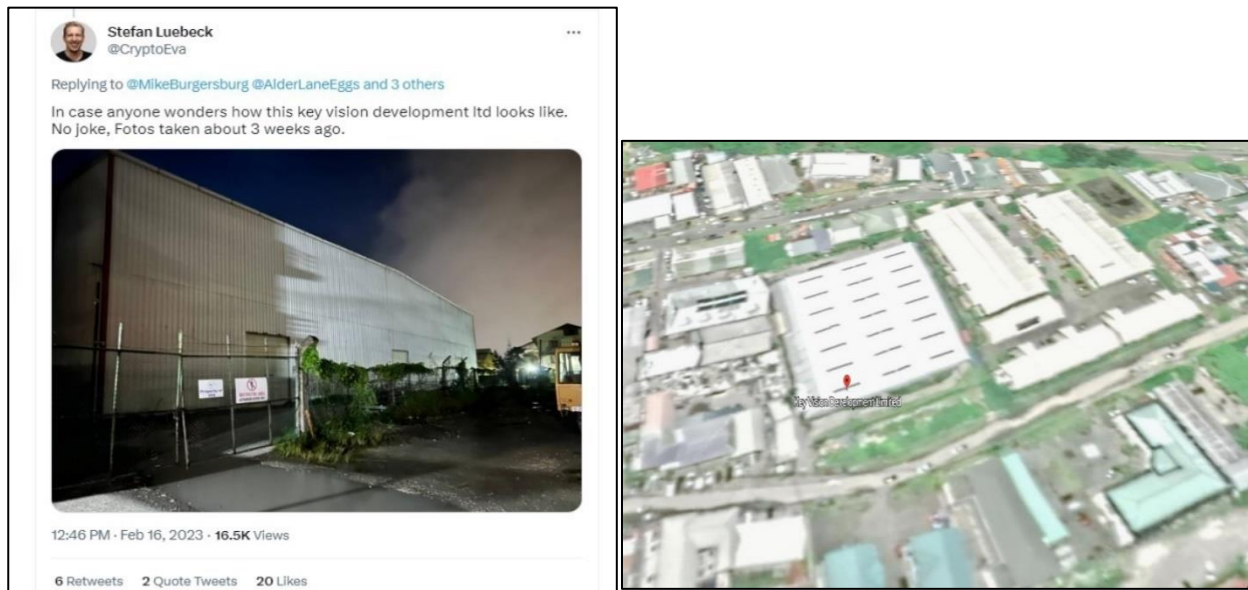 Stefan Luebeck
@CryptoEva
Replying to @MikeBurgersburg @AlderLaneEggs and 3 others
In case anyone wonders how this key vision development ltd looks like.
No joke, Fotos taken about 3 weeks ago.
12:46 PM · Feb 16, 2023 · 16.5K Views
6 Retweets 2 Quote Tweets 20 Likes
Key Vision Development Limited